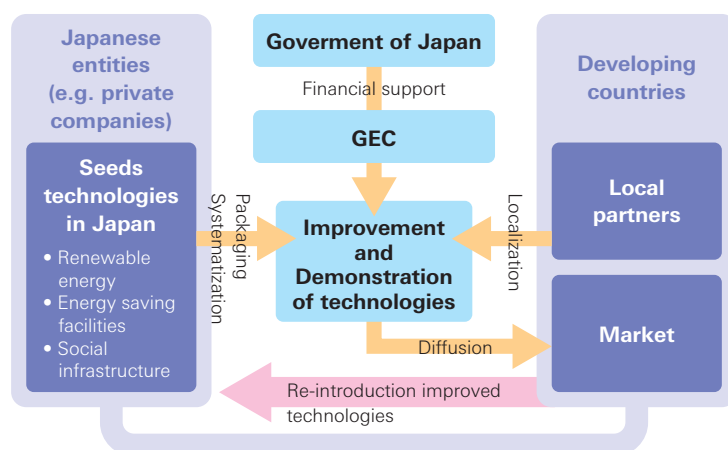 Japanese
entities
(e.g. private
companies)
Seeds
technologies
in Japan
• Renewable
energy
• Energy saving
facilities
• Social
infrastructure
Packaging
Systematization
Goverment of Japan
Financial support
GEC
Improvement
and
Demonstration
of technologies
Localization
Diffusion
Developing
countries
Local
partners
Market
Re-introduction improved
technologies